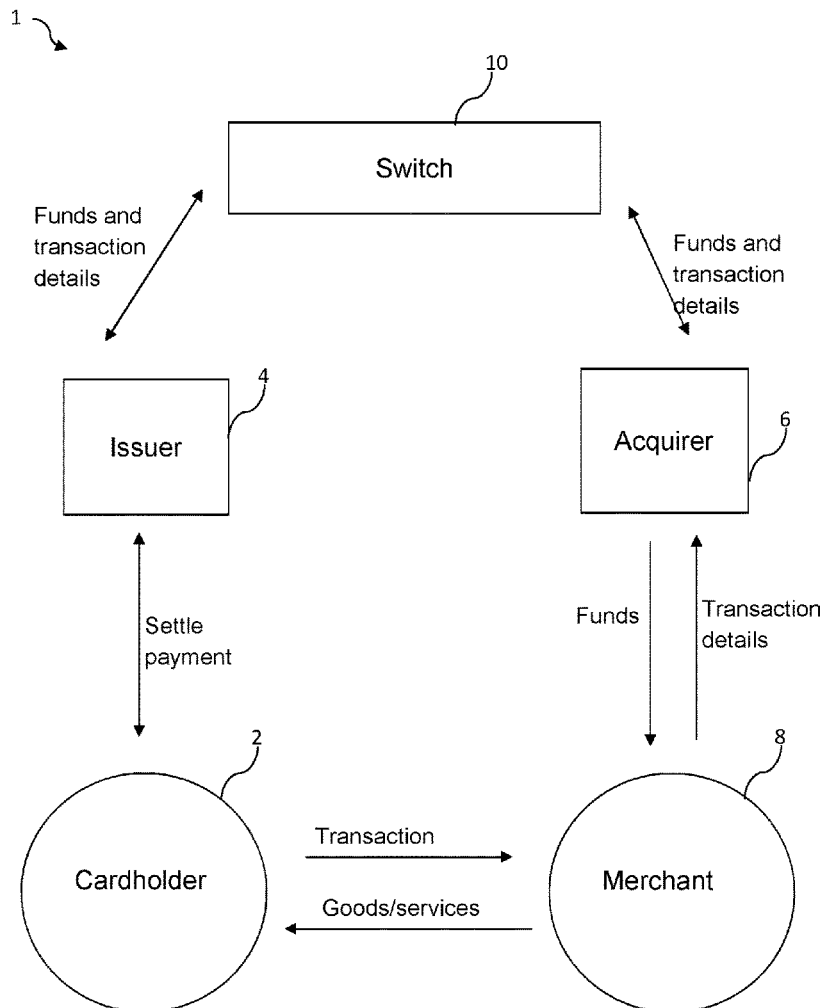 1
10
Switch
Funds and
transaction
details
Funds and
transaction
details
4
Issuer
6
Acquirer
Settle
payment
Funds
Transaction
details
2
Cardholder
8
Merchant
Transaction
Goods/services